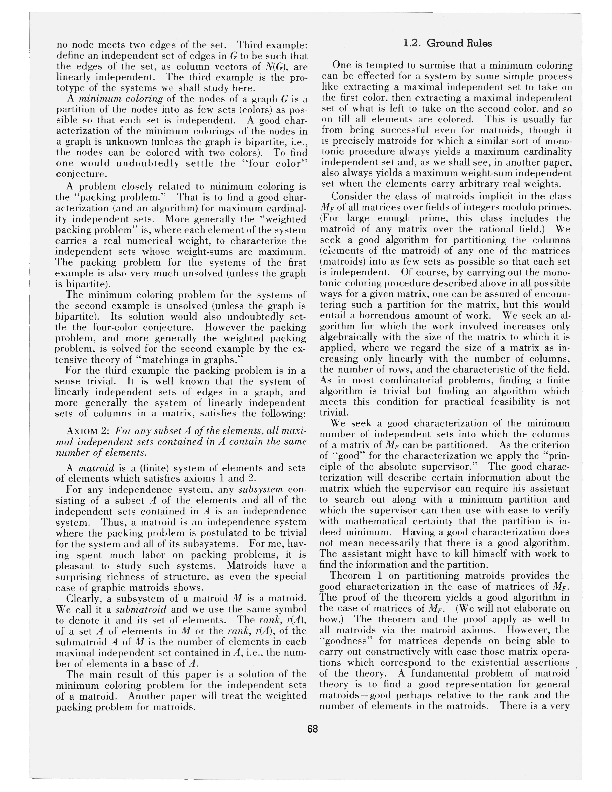 no node meets two edges of the set. Third example:
define an independent set of edges in G to be such that
the edges of the set, as column vectors of N(G), are
linearly independent. The third example is the pro-
totype of the systems we shall study here.
A minimum coloring of the nodes of a graph G is a
partition of the nodes into as few sets (colors) as pos-
sible so that each set is independent. A good char-
acterization of the minimum colorings of the nodes in
a graph is unknown (unless the graph is bipartite, i.e.,
the nodes can be colored with two colors). To find
one would undoubtedly settle the "four color"
conjecture.
A problem closely related to minimum coloring is
the "packing problem." That is to find a good char-
acterization (and an algorithm) for maximum cardinal-
ity independent sets. More generally the "weighted
packing problem" is, where each element of the system
carries a real numerical weight, to characterize the
independent sets whose weight-sums are maximum.
The packing problem for the systems of the first
example is also very much unsolved (unless the graph
is bipartite).
The minimum coloring problem for the systems of
the second example is unsolved (unless the graph is
bipartite). Its solution would also undoubtedly set-
tle the four-color conjecture. However the packing
problem, and more generally the weighted packing
problem, is solved for the second example by the ex-
tensive theory of "matchings in graphs."
For the third example the packing problem is in a
sense trivial. It is well known that the system of
linearly independent sets of edges in a graph, and
more generally the system of linearly independent
sets of columns in a matrix, satisfies the following:
AXIOM 2: For any subset A of the elements, all maxi-
mal independent sets contained in A contain the same
number of elements.
A matroid is a (finite) system of elements and sets
of elements which satisfies axioms 1 and 2.
For any independence system, any subsystem con-
sisting of a subset A of the elements and all of the
independent sets contained in A is an independence
system. Thus, a matroid is an independence system
where the packing problem is postulated to be trivial
for the system and all of its subsystems. For me, hav-
ing spent much labor on packing problems, it is
pleasant to study such systems. Matroids have a
surprising richness of structure, as even the special
case of graphic matroids shows.
Clearly, a subsystem of a matroid M is a matroid.
We call it a submatroid and we use the same symbol
to denote it and its set of elements. The rank, r(A),
of a set A of elements in M or the rank, r(A), of the
submatroid A of M is the number of elements in each
maximal independent set contained in A, i.e., the num-
ber of elements in a base of A.
The main result of this paper is a solution of the
minimum coloring problem for the independent sets
of a matroid. Another paper will treat the weighted
packing problem for matroids.
1.2. Ground Rules
One is tempted to surmise that a minimum coloring
can be effected for a system by some simple process
like extracting a maximal independent set to take on
the first color, then extracting a maximal independent
set of what is left to take on the second color, and so
on till all elements are colored. This is usually far
from being successful even for matroids, though it
is precisely matroids for which a similar sort of mono-
tonic procedure always yields a maximum cardinality
independent set and, as we shall see, in another paper,
also always yields a maximum weight-sum independent
set when the elements carry arbitrary real weights.
Consider the class of matroids implicit in the class
MF of all matrices over fields of integers modulo primes.
(For large enough prime, this class includes the
matroid of any matrix over the rational field.) We
seek a good algorithm for partitioning the columns
(elements of the matroid) of any one of the matrices
(matroids) into as few sets as possible so that each set
is independent. Of course, by carrying out the mono-
tonic coloring procedure described above in all possible
ways for a given matrix, one can be assured of encoun-
tering such a partition for the matrix, but this would
entail a horrendous amount of work. We seek an al-
gorithm for which the work involved increases only
algebraically with the size of the matrix to which it is
applied, where we regard the size of a matrix as in-
creasing only linearly with the number of columns,
the number of rows, and the characteristic of the field.
As in most combinatorial problems, finding a finite
algorithm is trivial but finding an algorithm which
meets this condition for practical feasibility is not
trivial.
We seek a good characterization of the minimum
number of independent sets into which the columns
of a matrix of MF can be partitioned. As the criterion
of "good" for the characterization we apply the "prin-
ciple of the absolute supervisor." The good charac-
terization will describe certain information about the
matrix which the supervisor can require his assistant
to search out along with a minimum partition and
which the supervisor can then use with ease to verify
with mathematical certainty that the partition is in-
deed minimum. Having a good characterization does
not mean necessarily that there is a good algorithm.
The assistant might have to kill himself with work to
find the information and the partition.
Theorem 1 on partitioning matroids provides the
good characterization in the case of matrices of MF.
The proof of the theorem yields a good algorithm in
the case of matrices of MF. (We will not elaborate on
how.) The theorem and the proof apply as well to
all matroids via the matroid axioms. However, the
"goodness" for matrices depends on being able to
carry out constructively with ease those matrix opera-
tions which correspond to the existential assertions
of the theory. A fundamental problem of matroid
theory is to find a good representation for general
matroids—good perhaps relative to the rank and the
number of elements in the matroids. There is a very
68